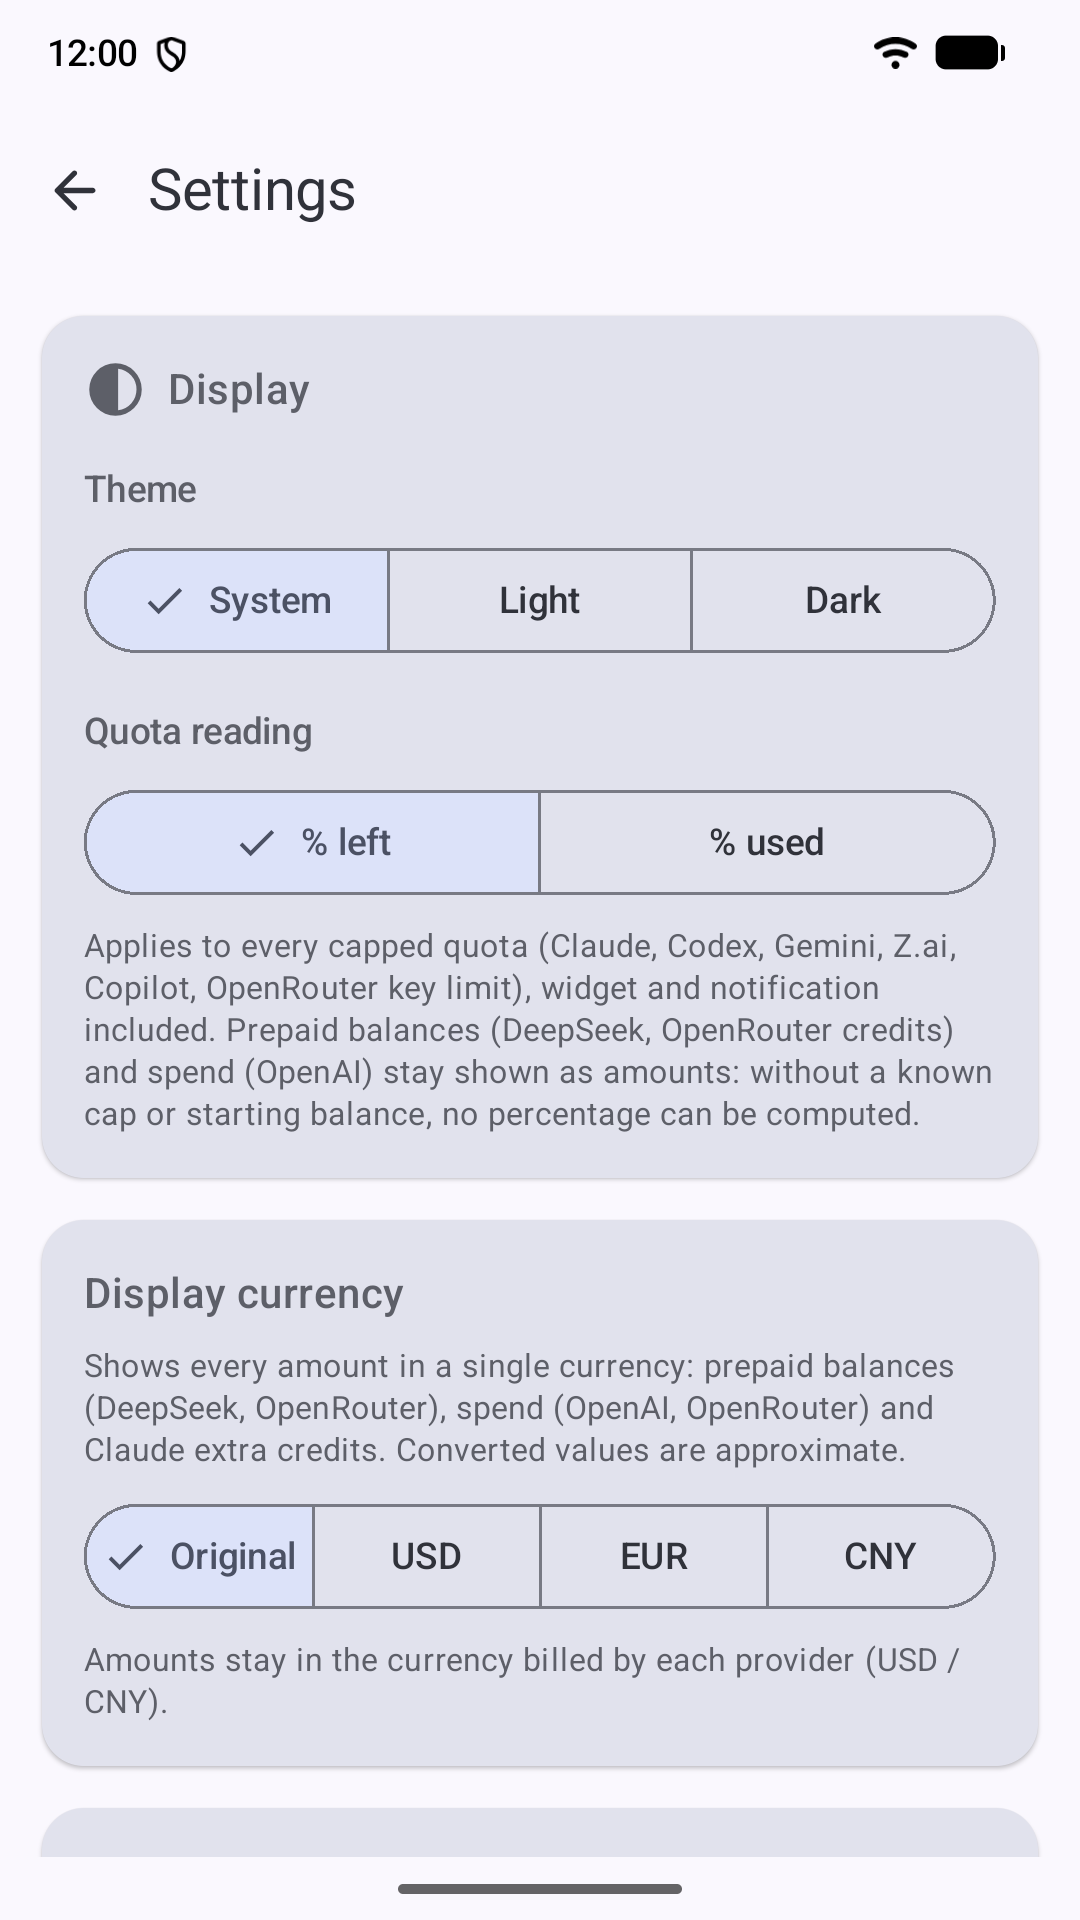 12:00
Settings
Display
Theme
System
Light
Dark
Quota reading
% left
% used
Applies to every capped quota (Claude, Codex, Gemini, Z.ai,
Copilot, OpenRouter key limit), widget and notification
included. Prepaid balances (DeepSeek, OpenRouter credits)
and spend (OpenAI) stay shown as amounts: without a known
cap or starting balance, no percentage can be computed.
Display currency
Shows every amount in a single currency: prepaid balances
(DeepSeek, OpenRouter), spend (OpenAI, OpenRouter) and
Claude extra credits. Converted values are approximate.
Original
USD
EUR
CNY
Amounts stay in the currency billed by each provider (USD /
CNY).